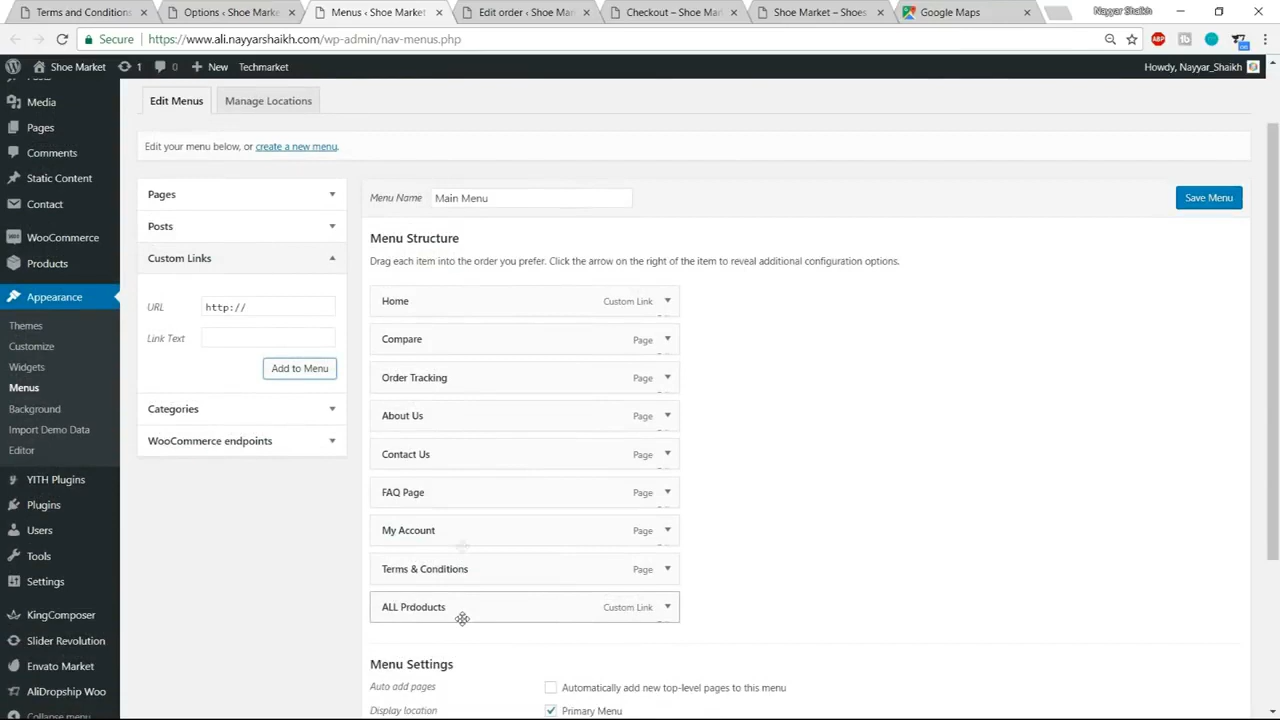 Terms and Conditions
Options ‹ Shoe Marke
Menus ‹ Shoe Market
Edit order ‹ Shoe Mar
Checkout – Shoe Mar
Shoe Market – Shoes
Google Maps
Nayyar Shaikh
Secure
https://www.ali.nayyarshaikh.com/wp-admin/nav-menus.php
ABP
Shoe Market
1
0
New
Techmarket
Howdy, Nayyar_Shaikh
Media
Pages
Comments
Static Content
Contact
WooCommerce
Products
Appearance
Themes
Customize
Widgets
Menus
Background
Import Demo Data
Editor
YITH Plugins
Plugins
Users
Tools
Settings
KingComposer
Slider Revolution
Envato Market
AliDropship Woo
Collapse menu
Edit Menus
Manage Locations
Edit your menu below, or create a new menu.
Pages
Posts
Custom Links
URL
http://
Link Text
Add to Menu
Categories
WooCommerce endpoints
Menu Name
Main Menu
Save Menu
Menu Structure
Drag each item into the order you prefer. Click the arrow on the right of the item to reveal additional configuration options.
Home Custom Link
Compare Page
Order Tracking Page
About Us Page
Contact Us Page
FAQ Page Page
My Account Page
Terms & Conditions Page
ALL Prdoducts Custom Link
Menu Settings
Auto add pages
Automatically add new top-level pages to this menu
Display location
Primary Menu